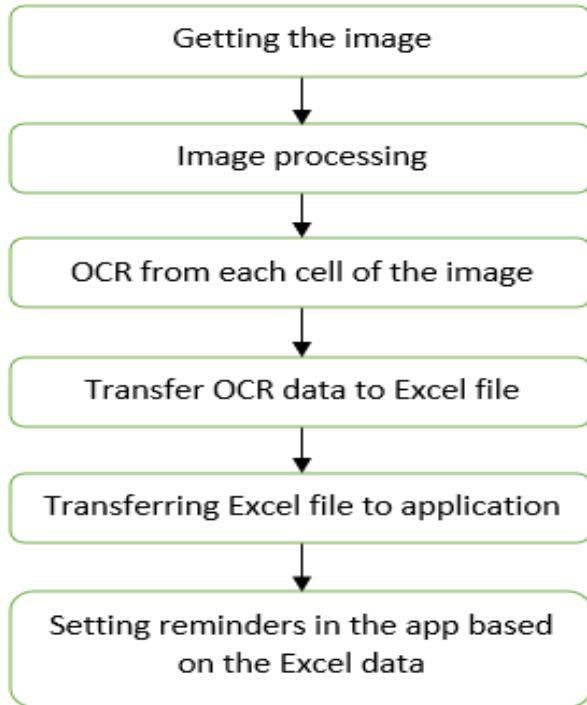 Getting the image
Image processing
OCR from each cell of the image
Transfer OCR data to Excel file
Transferring Excel file to application
Setting reminders in the app based
on the Excel data